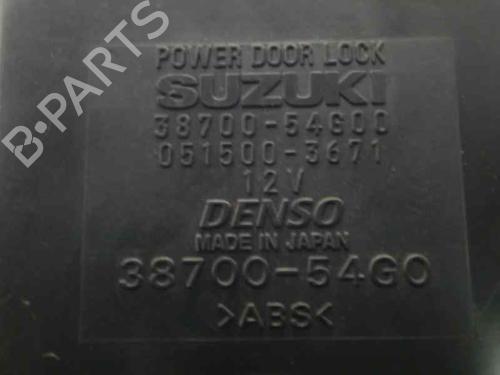 B PARTS
POWER DOOR LOCK
SUZUKI
38700-54G00
051500-3671
12V
DENSO
MADE IN JAPAN
38700-54G0
>ABS<